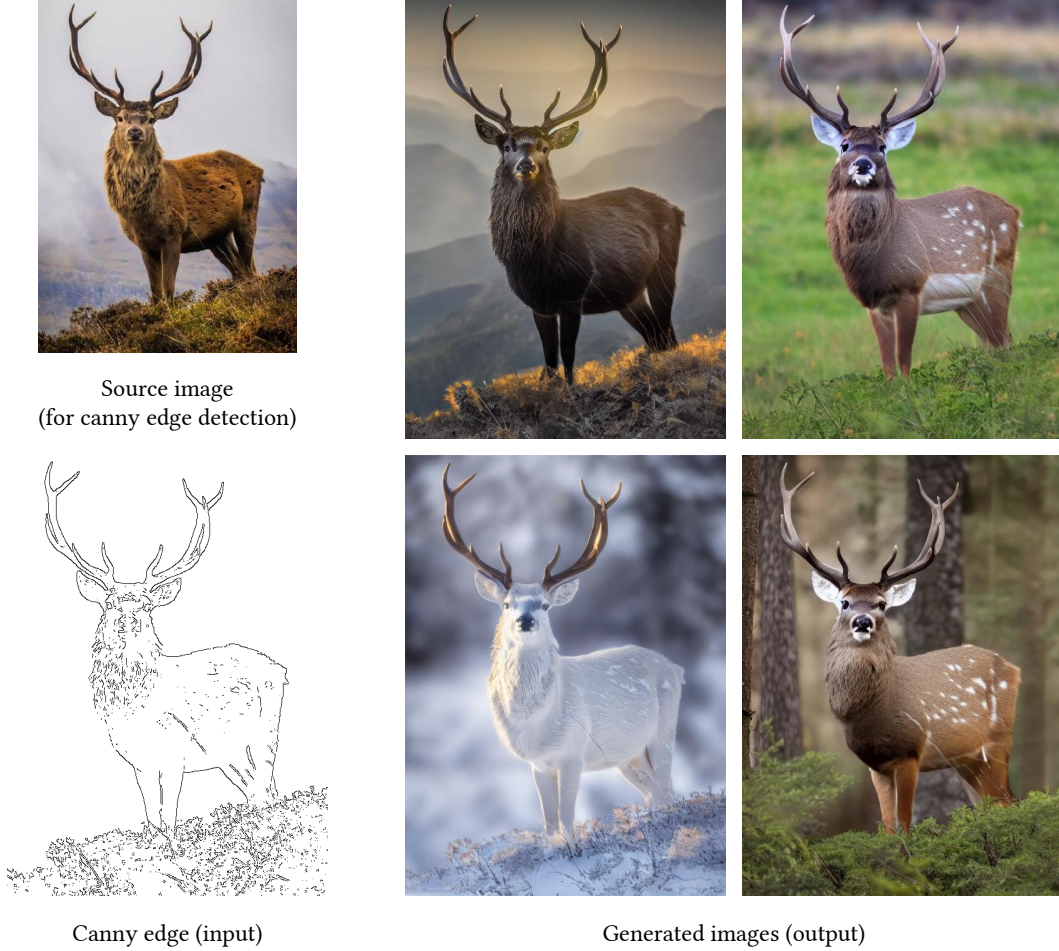 Source image
(for canny edge detection)
Canny edge (input)
Generated images (output)